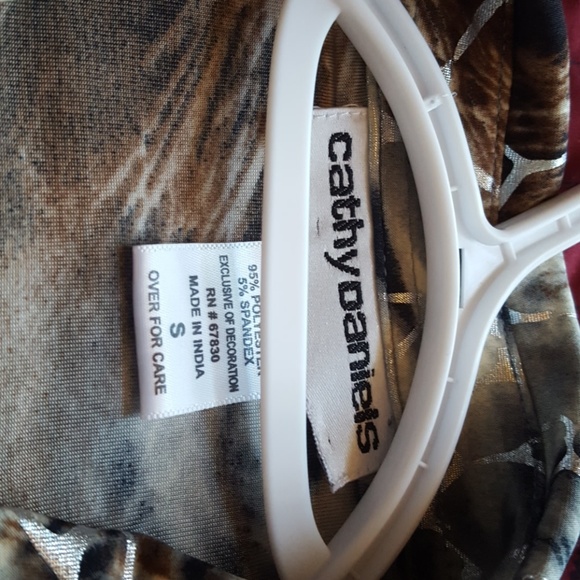 cathy Daniels
95% POLYESTER
5% SPANDEX
EXCLUSIVE OF DECORATION
RN # 67830
MADE IN INDIA
S
OVER FOR CARE